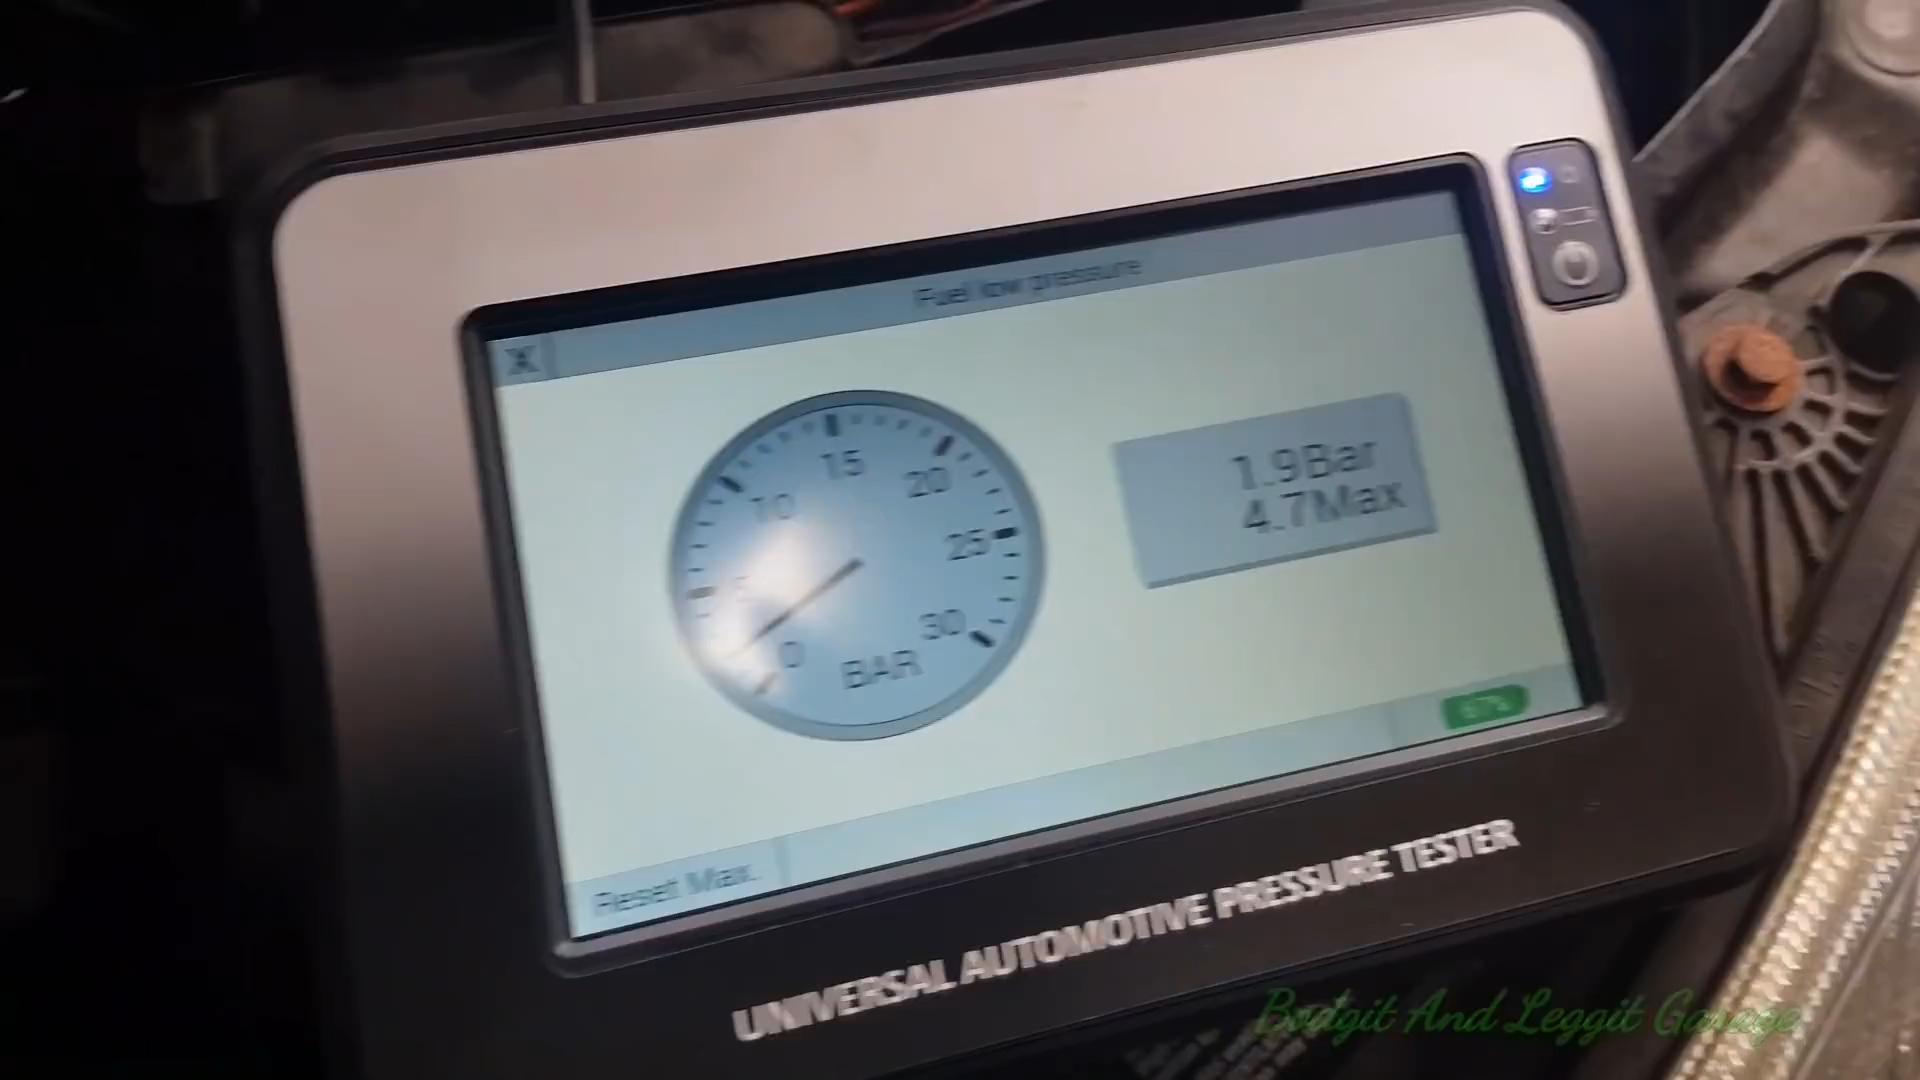 Fuel low pressure
X
15
10
20
25
5
30
0
BAR
1.9Bar
4.7Max
Reset Max.
UNIVERSAL AUTOMOTIVE PRESSURE TESTER
Bodgit And Leggit Garage